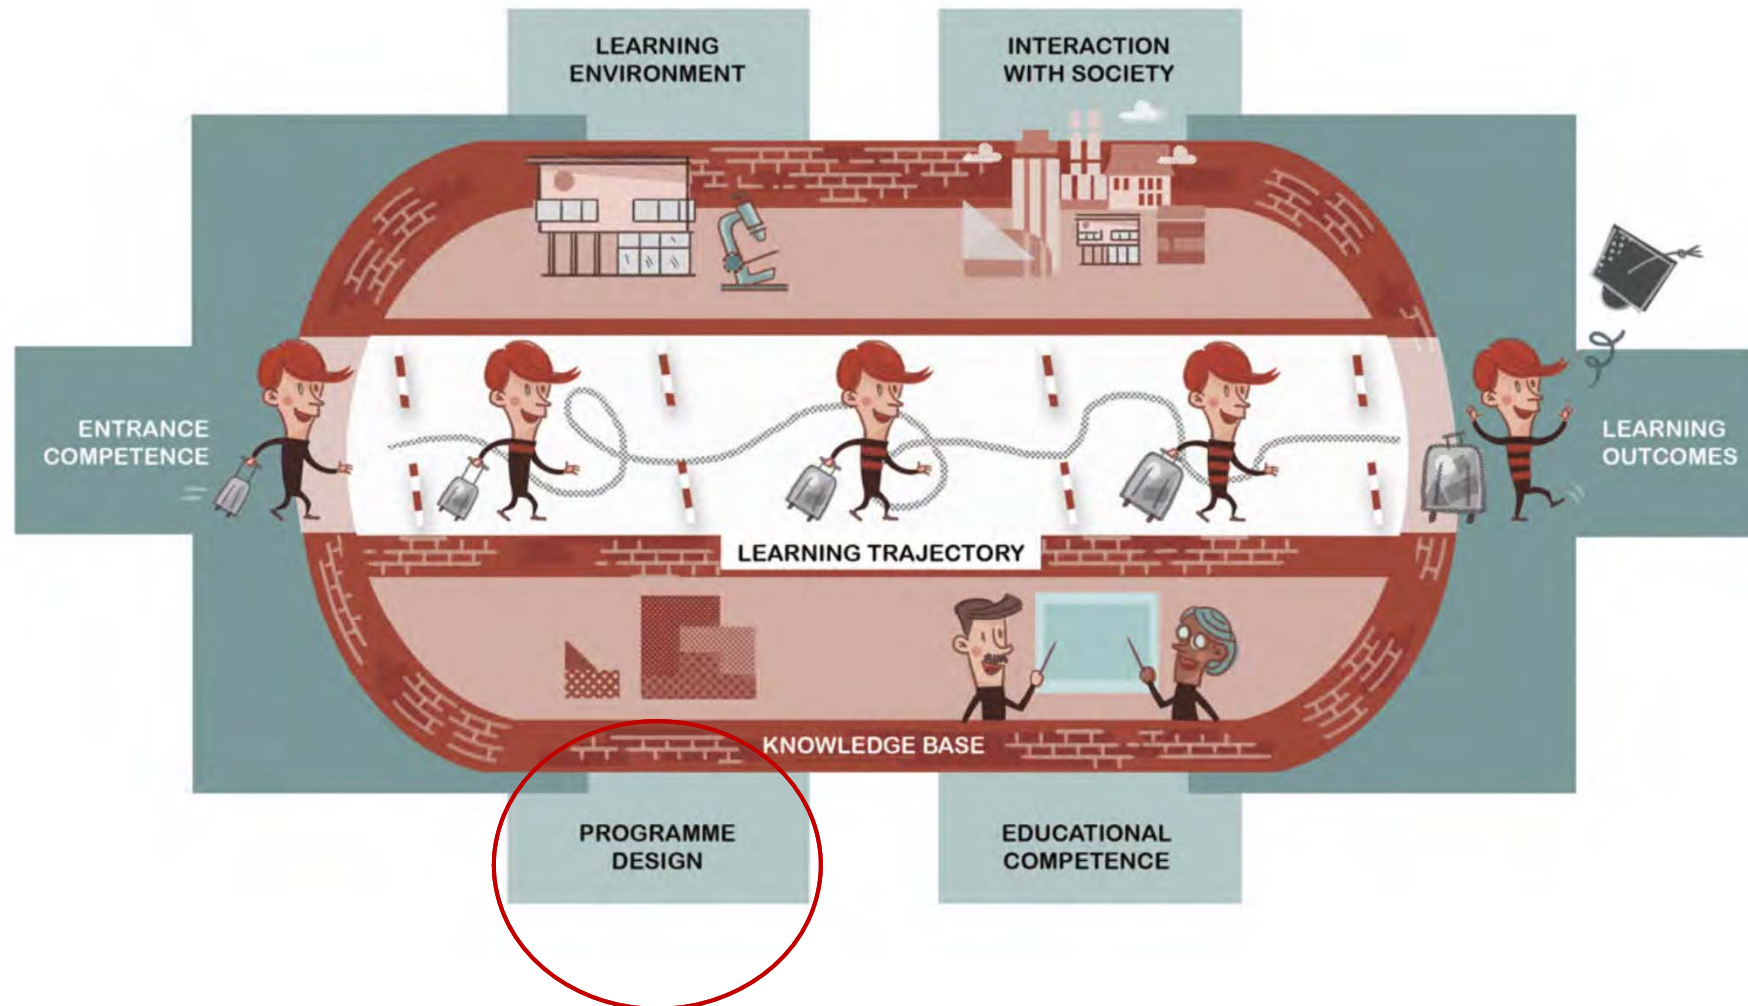 LEARNING
ENVIRONMENT
INTERACTION
WITH SOCIETY
ENTRANCE
COMPETENCE
LEARNING
OUTCOMES
LEARNING TRAJECTORY
KNOWLEDGE BASE
PROGRAMME
DESIGN
EDUCATIONAL
COMPETENCE